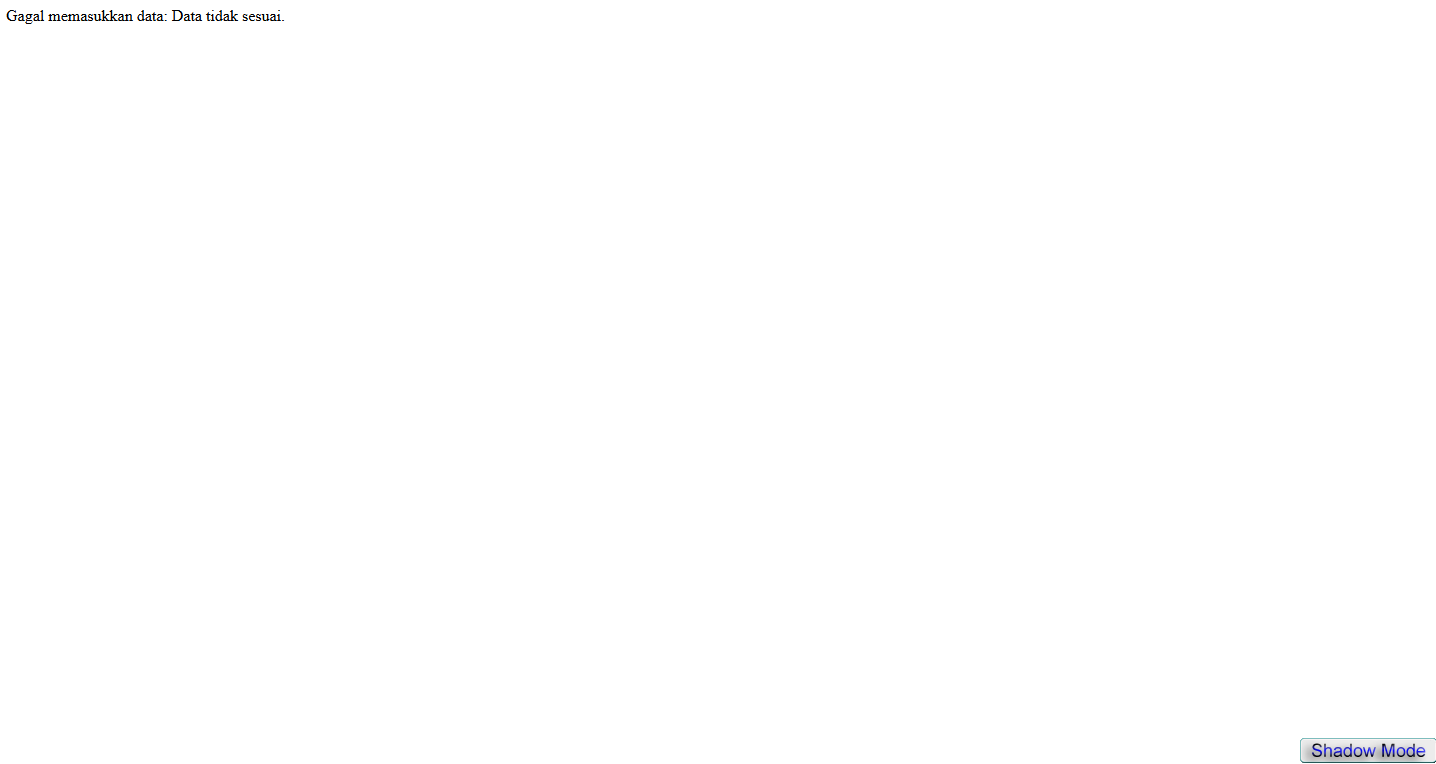 Gagal memasukkan data: Data tidak sesuai.
Shadow Mode